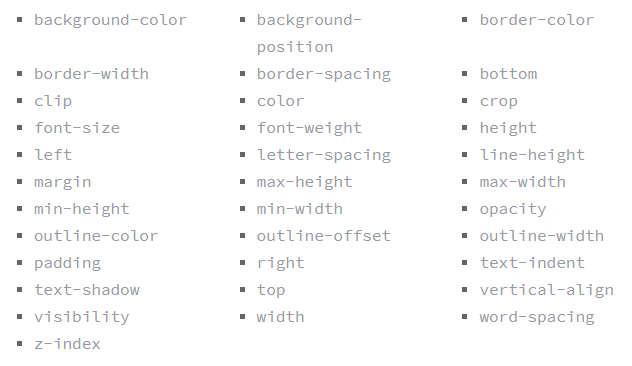 background-color background- border-color
position
border-width border-spacing bottom
clip color crop
font-size font-weight height
left letter-spacing line-height
margin max-height max-width
min-height min-width opacity
outline-color outline-offset outline-width
padding right text-indent
text-shadow top vertical-align
visibility width word-spacing
z-index